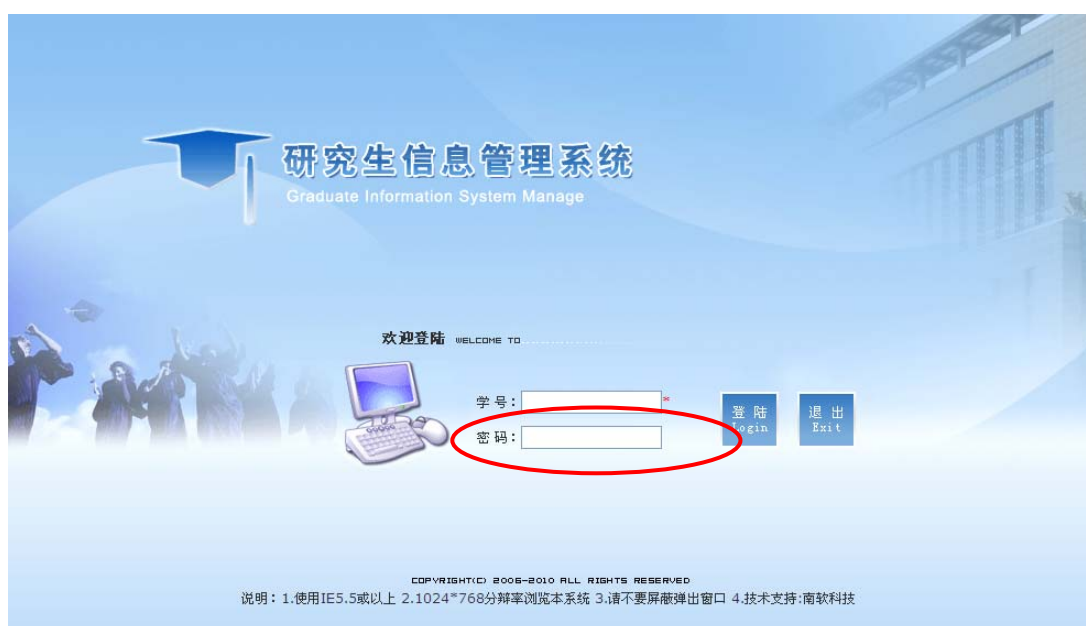 研究生信息管理系统
Graduate Information System Manage
欢迎登陆 WELCOME TO
学号： *
密码：
登陆
Login
退出
Exit
COPYRIGHT(C) 2006-2010 ALL RIGHTS RESERVED
说明：1.使用IE5.5或以上 2.1024*768分辩率浏览本系统 3.请不要屏蔽弹出窗口 4.技术支持:南软科技